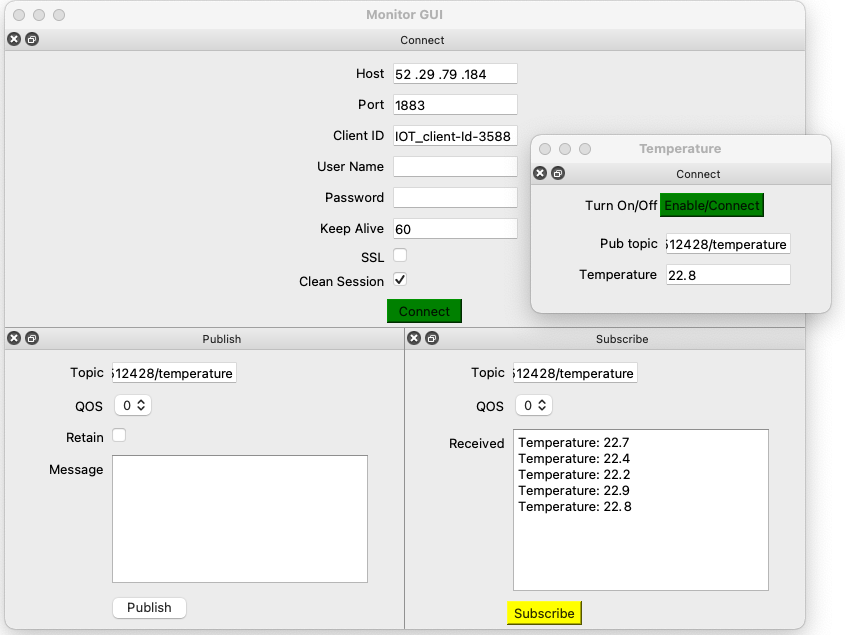 Monitor GUI
Connect
Host 52 .29 .79 .184
Port 1883
Client ID IOT_client-Id-3588
User Name
Password
Keep Alive 60
SSL
Clean Session
Connect
Temperature
Connect
Turn On/Off Enable/Connect
Pub topic 512428/temperature
Temperature 22.8
Publish
Topic 512428/temperature
QOS 0
Retain
Message
Publish
Subscribe
Topic 512428/temperature
QOS 0
Received
Temperature: 22.7
Temperature: 22.4
Temperature: 22.2
Temperature: 22.9
Temperature: 22.8
Subscribe